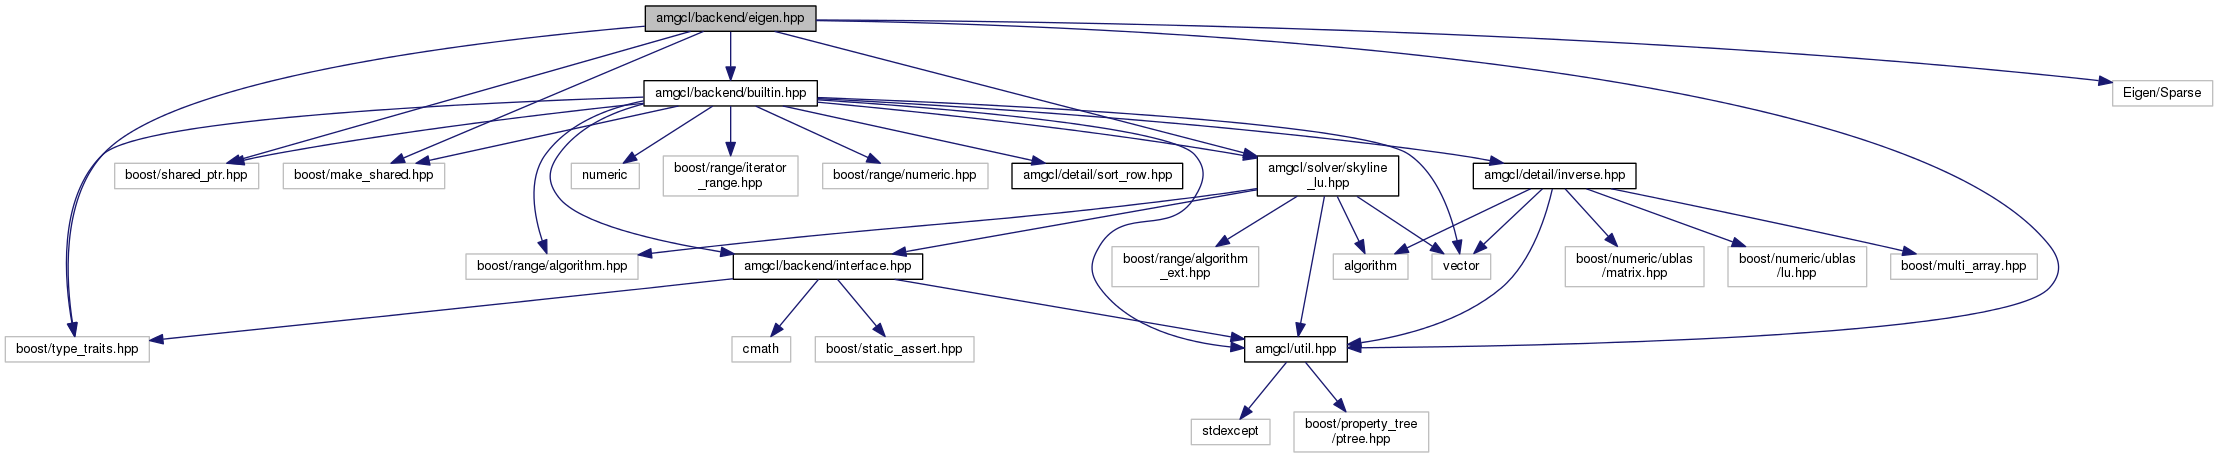 amgcl/backend/eigen.hpp
amgcl/backend/builtin.hpp
Eigen/Sparse
boost/shared_ptr.hpp
boost/make_shared.hpp
numeric
boost/range/iterator
_range.hpp
boost/range/numeric.hpp
amgcl/detail/sort_row.hpp
amgcl/solver/skyline
_lu.hpp
amgcl/detail/inverse.hpp
boost/range/algorithm.hpp
amgcl/backend/interface.hpp
boost/range/algorithm
_ext.hpp
algorithm
vector
boost/numeric/ublas
/matrix.hpp
boost/numeric/ublas
/lu.hpp
boost/multi_array.hpp
boost/type_traits.hpp
cmath
boost/static_assert.hpp
amgcl/util.hpp
stdexcept
boost/property_tree
/ptree.hpp